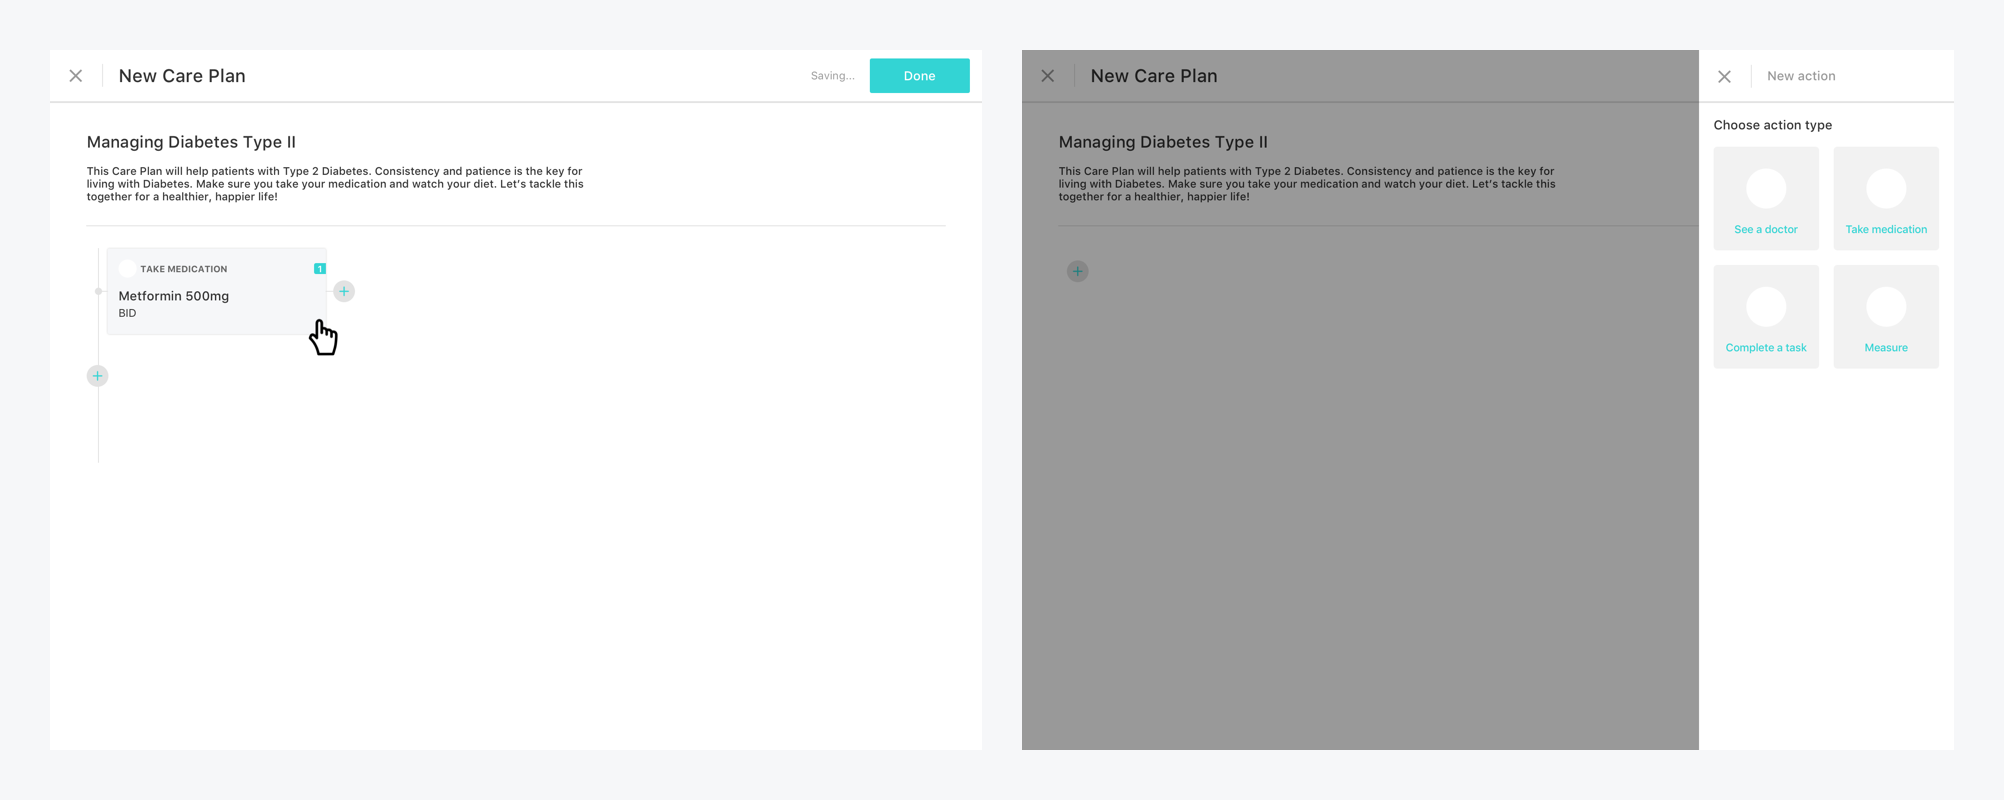 New Care Plan
Saving...
Done
Managing Diabetes Type II
This Care Plan will help patients with Type 2 Diabetes. Consistency and patience is the key for
living with Diabetes. Make sure you take your medication and watch your diet. Let's tackle this
together for a healthier, happier life!
TAKE MEDICATION
1
Metformin 500mg
BID
New Care Plan
Managing Diabetes Type II
This Care Plan will help patients with Type 2 Diabetes. Consistency and patience is the key for
living with Diabetes. Make sure you take your medication and watch your diet. Let's tackle this
together for a healthier, happier life!
New action
Choose action type
See a doctor
Take medication
Complete a task
Measure